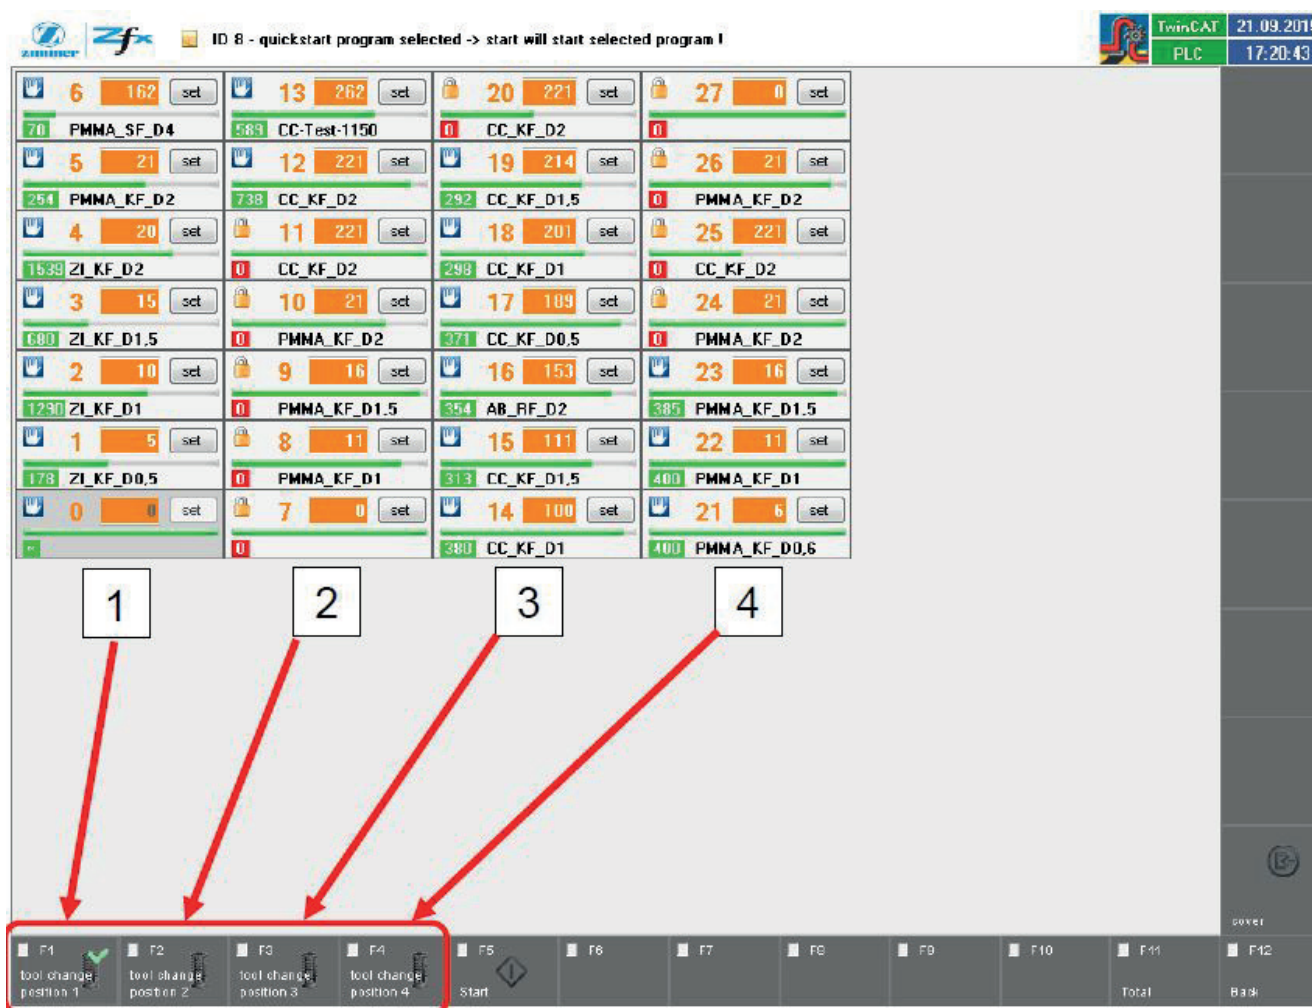 zimmer Zfx ID 8 - quickstart program selected -> start will start selected program ! TwinCAT 21.09.2015
PLC 17:20:43
6 162 set 13 262 set 20 221 set 27 0 set
70 PMMA_SF_D4 589 CC-Test-1150 0 CC_KF_D2 0
5 21 set 12 221 set 19 214 set 26 21 set
254 PMMA_KF_D2 738 CC_KF_D2 292 CC_KF_D1,5 0 PMMA_KF_D2
4 20 set 11 221 set 18 201 set 25 221 set
1539 ZI_KF_D2 0 CC_KF_D2 298 CC_KF_D1 0 CC_KF_D2
3 15 set 10 21 set 17 189 set 24 21 set
680 ZI_KF_D1,5 0 PMMA_KF_D2 371 CC_KF_D0,5 0 PMMA_KF_D2
2 10 set 9 16 set 16 153 set 23 16 set
1290 ZI_KF_D1 0 PMMA_KF_D1.5 354 AB_RF_D2 385 PMMA_KF_D1.5
1 5 set 8 11 set 15 111 set 22 11 set
178 ZI_KF_D0,5 0 PMMA_KF_D1 313 CC_KF_D1,5 400 PMMA_KF_D1
0 0 set 7 0 set 14 100 set 21 6 set
0 380 CC_KF_D1 400 PMMA_KF_D0,6
1 2 3 4
cover
F1 F2 F3 F4 F5 F6 F7 F8 F9 F10 F11 F12
tool change tool change tool change tool change
position 1 position 2 position 3 position 4 Start Total Back